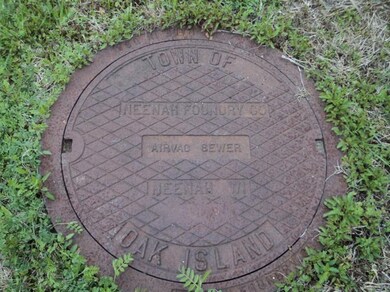 TOWN OF
NEENAH FOUNDRY CO
AIRVAC SEWER
NEENAH WI
OAK ISLAND